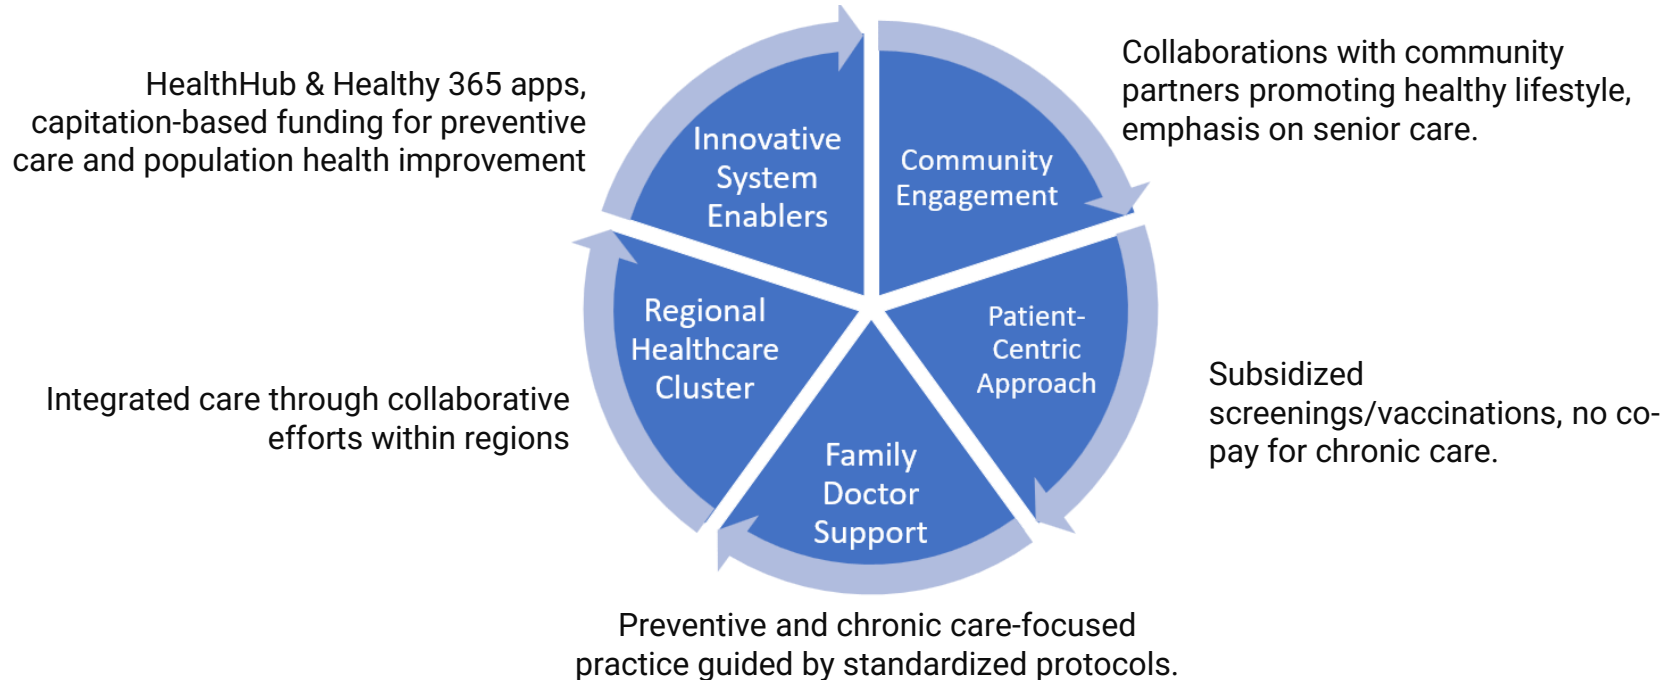 HealthHub & Healthy 365 apps,
capitation-based funding for preventive
care and population health improvement
Innovative
System
Enablers
Community
Engagement
Collaborations with community
partners promoting healthy lifestyle,
emphasis on senior care.
Regional
Healthcare
Cluster
Patient-
Centric
Approach
Integrated care through collaborative
efforts within regions
Subsidized
screenings/vaccinations, no co-
pay for chronic care.
Family
Doctor
Support
Preventive and chronic care-focused
practice guided by standardized protocols.